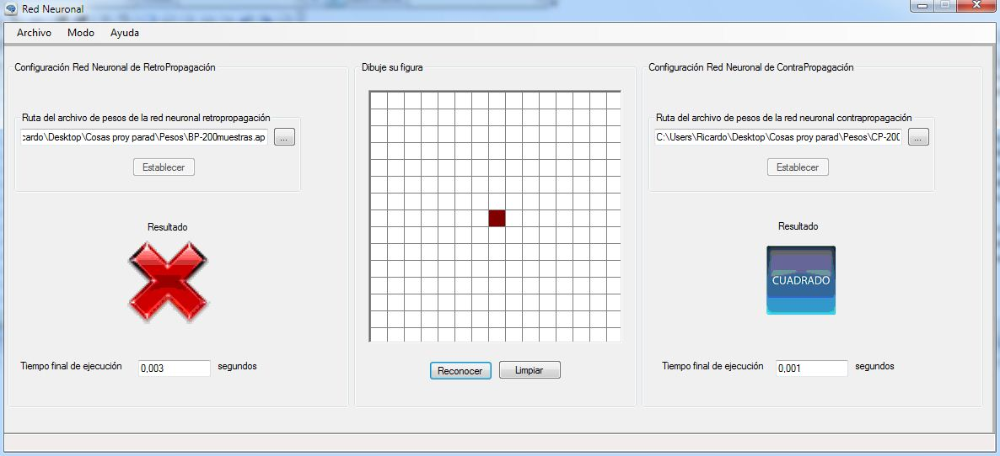 Red Neuronal
Archivo Modo Ayuda
Configuración Red Neuronal de RetroPropagación
Ruta del archivo de pesos de la red neuronal retropropagación
cardo\Desktop\Cosas proy parad\Pesos\BP-200muestras.ap
...
Establecer
Resultado
Tiempo final de ejecución 0,003 segundos
Dibuje su figura
Reconocer Limpiar
Configuración Red Neuronal de ContraPropagación
Ruta del archivo de pesos de la red neuronal contrapropagación
C:\Users\Ricardo\Desktop\Cosas proy parad\Pesos\CP-200
...
Establecer
Resultado
CUADRADO
Tiempo final de ejecución 0,001 segundos